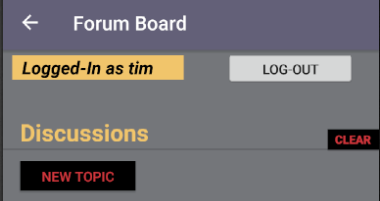 Forum Board
Logged-In as tim
LOG-OUT
Discussions
CLEAR
NEW TOPIC